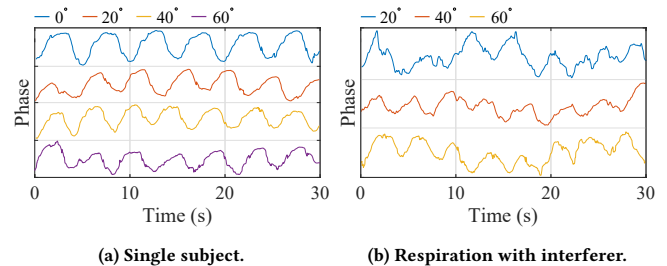 0° 20° 40° 60°
Phase
0 10 20 30
Time (s)
(a) Single subject.
20° 40° 60°
Phase
0 10 20 30
Time (s)
(b) Respiration with interferer.